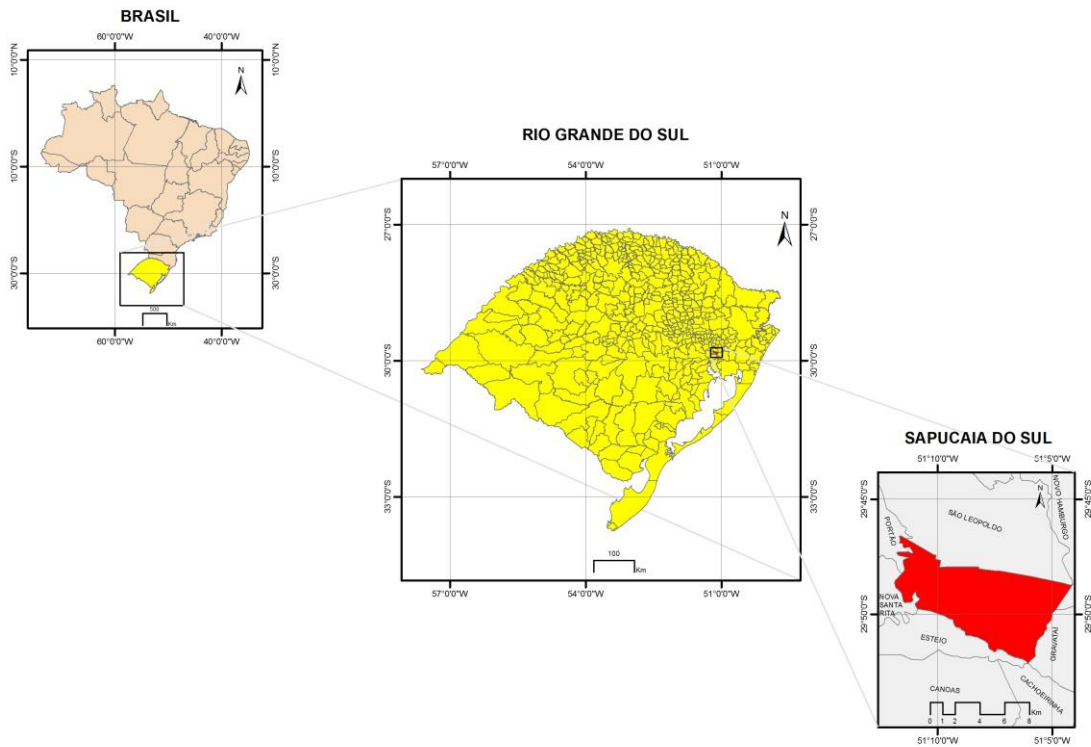 BRASIL
60°0'0"W 40°0'0"W
10°0'0"N 10°0'0"N
N
10°0'0"S 10°0'0"S
30°0'0"S 30°0'0"S
500
Km
60°0'0"W 40°0'0"W
RIO GRANDE DO SUL
57°0'0"W 54°0'0"W 51°0'0"W
N
27°0'0"S 27°0'0"S
30°0'0"S 30°0'0"S
33°0'0"S 33°0'0"S
100
Km
57°0'0"W 54°0'0"W 51°0'0"W
SAPUCAIA DO SUL
51°10'0"W 51°5'0"W
N
29°45'0"S 29°45'0"S
NOVO HAMBURGO
SÃO LEOPOLDO
PORTÃO
NOVA
SANTA
RITA
29°50'0"S 29°50'0"S
ESTEIO
GRAVATAÍ
CACHOEIRINHA
CANOAS
0 1 2 4 6 8
Km
51°10'0"W 51°5'0"W